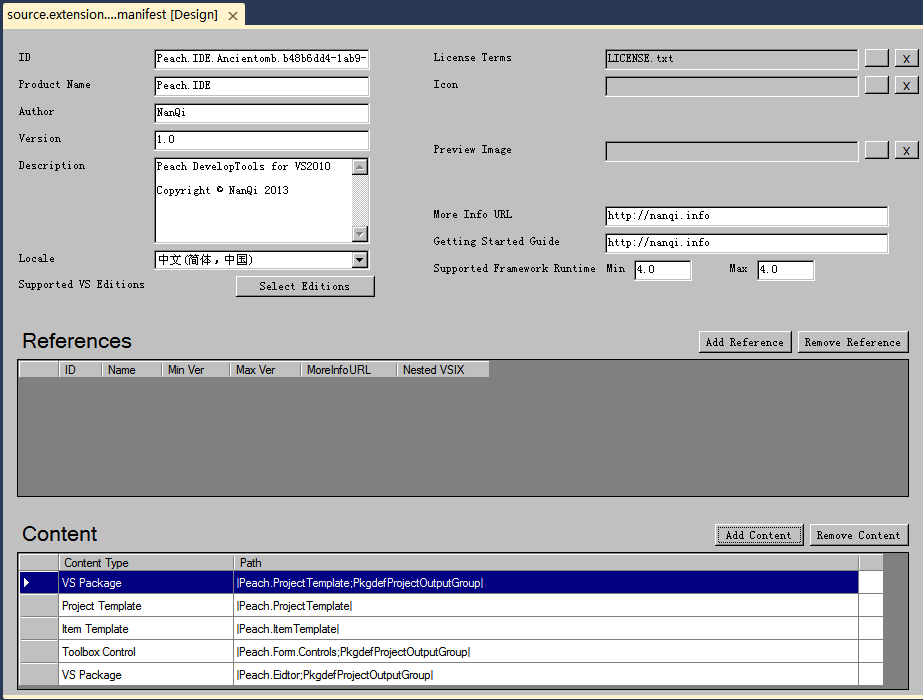 source.extension....manifest [Design]
ID
Peach.IDE.Ancientomb.b48b6dd4-1ab9-
License Terms
LICENSE.txt
X
Product Name
Peach.IDE
Icon
X
Author
NanQi
Version
1.0
Preview Image
X
Description
Peach DevelopTools for VS2010
Copyright © NanQi 2013
More Info URL
http://nanqi.info
Getting Started Guide
http://nanqi.info
Locale
中文(简体，中国)
Supported Framework Runtime Min 4.0 Max 4.0
Supported VS Editions
Select Editions
References
Add Reference
Remove Reference
ID Name Min Ver Max Ver MoreInfoURL Nested VSIX
Content
Add Content
Remove Content
Content Type Path
VS Package |Peach.ProjectTemplate;PkgdefProjectOutputGroup|
Project Template |Peach.ProjectTemplate|
Item Template |Peach.ItemTemplate|
Toolbox Control |Peach.Form.Controls;PkgdefProjectOutputGroup|
VS Package |Peach.Eidtor;PkgdefProjectOutputGroup|